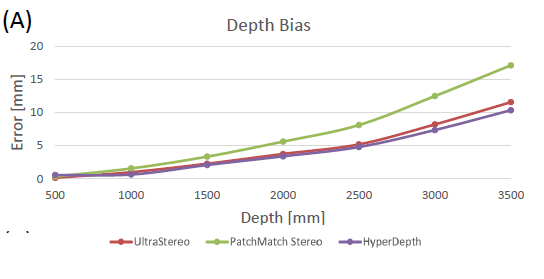 (A)
Depth Bias
20
15
10
5
0
Error [mm]
500 1000 1500 2000 2500 3000 3500
Depth [mm]
UltraStereo PatchMatch Stereo HyperDepth